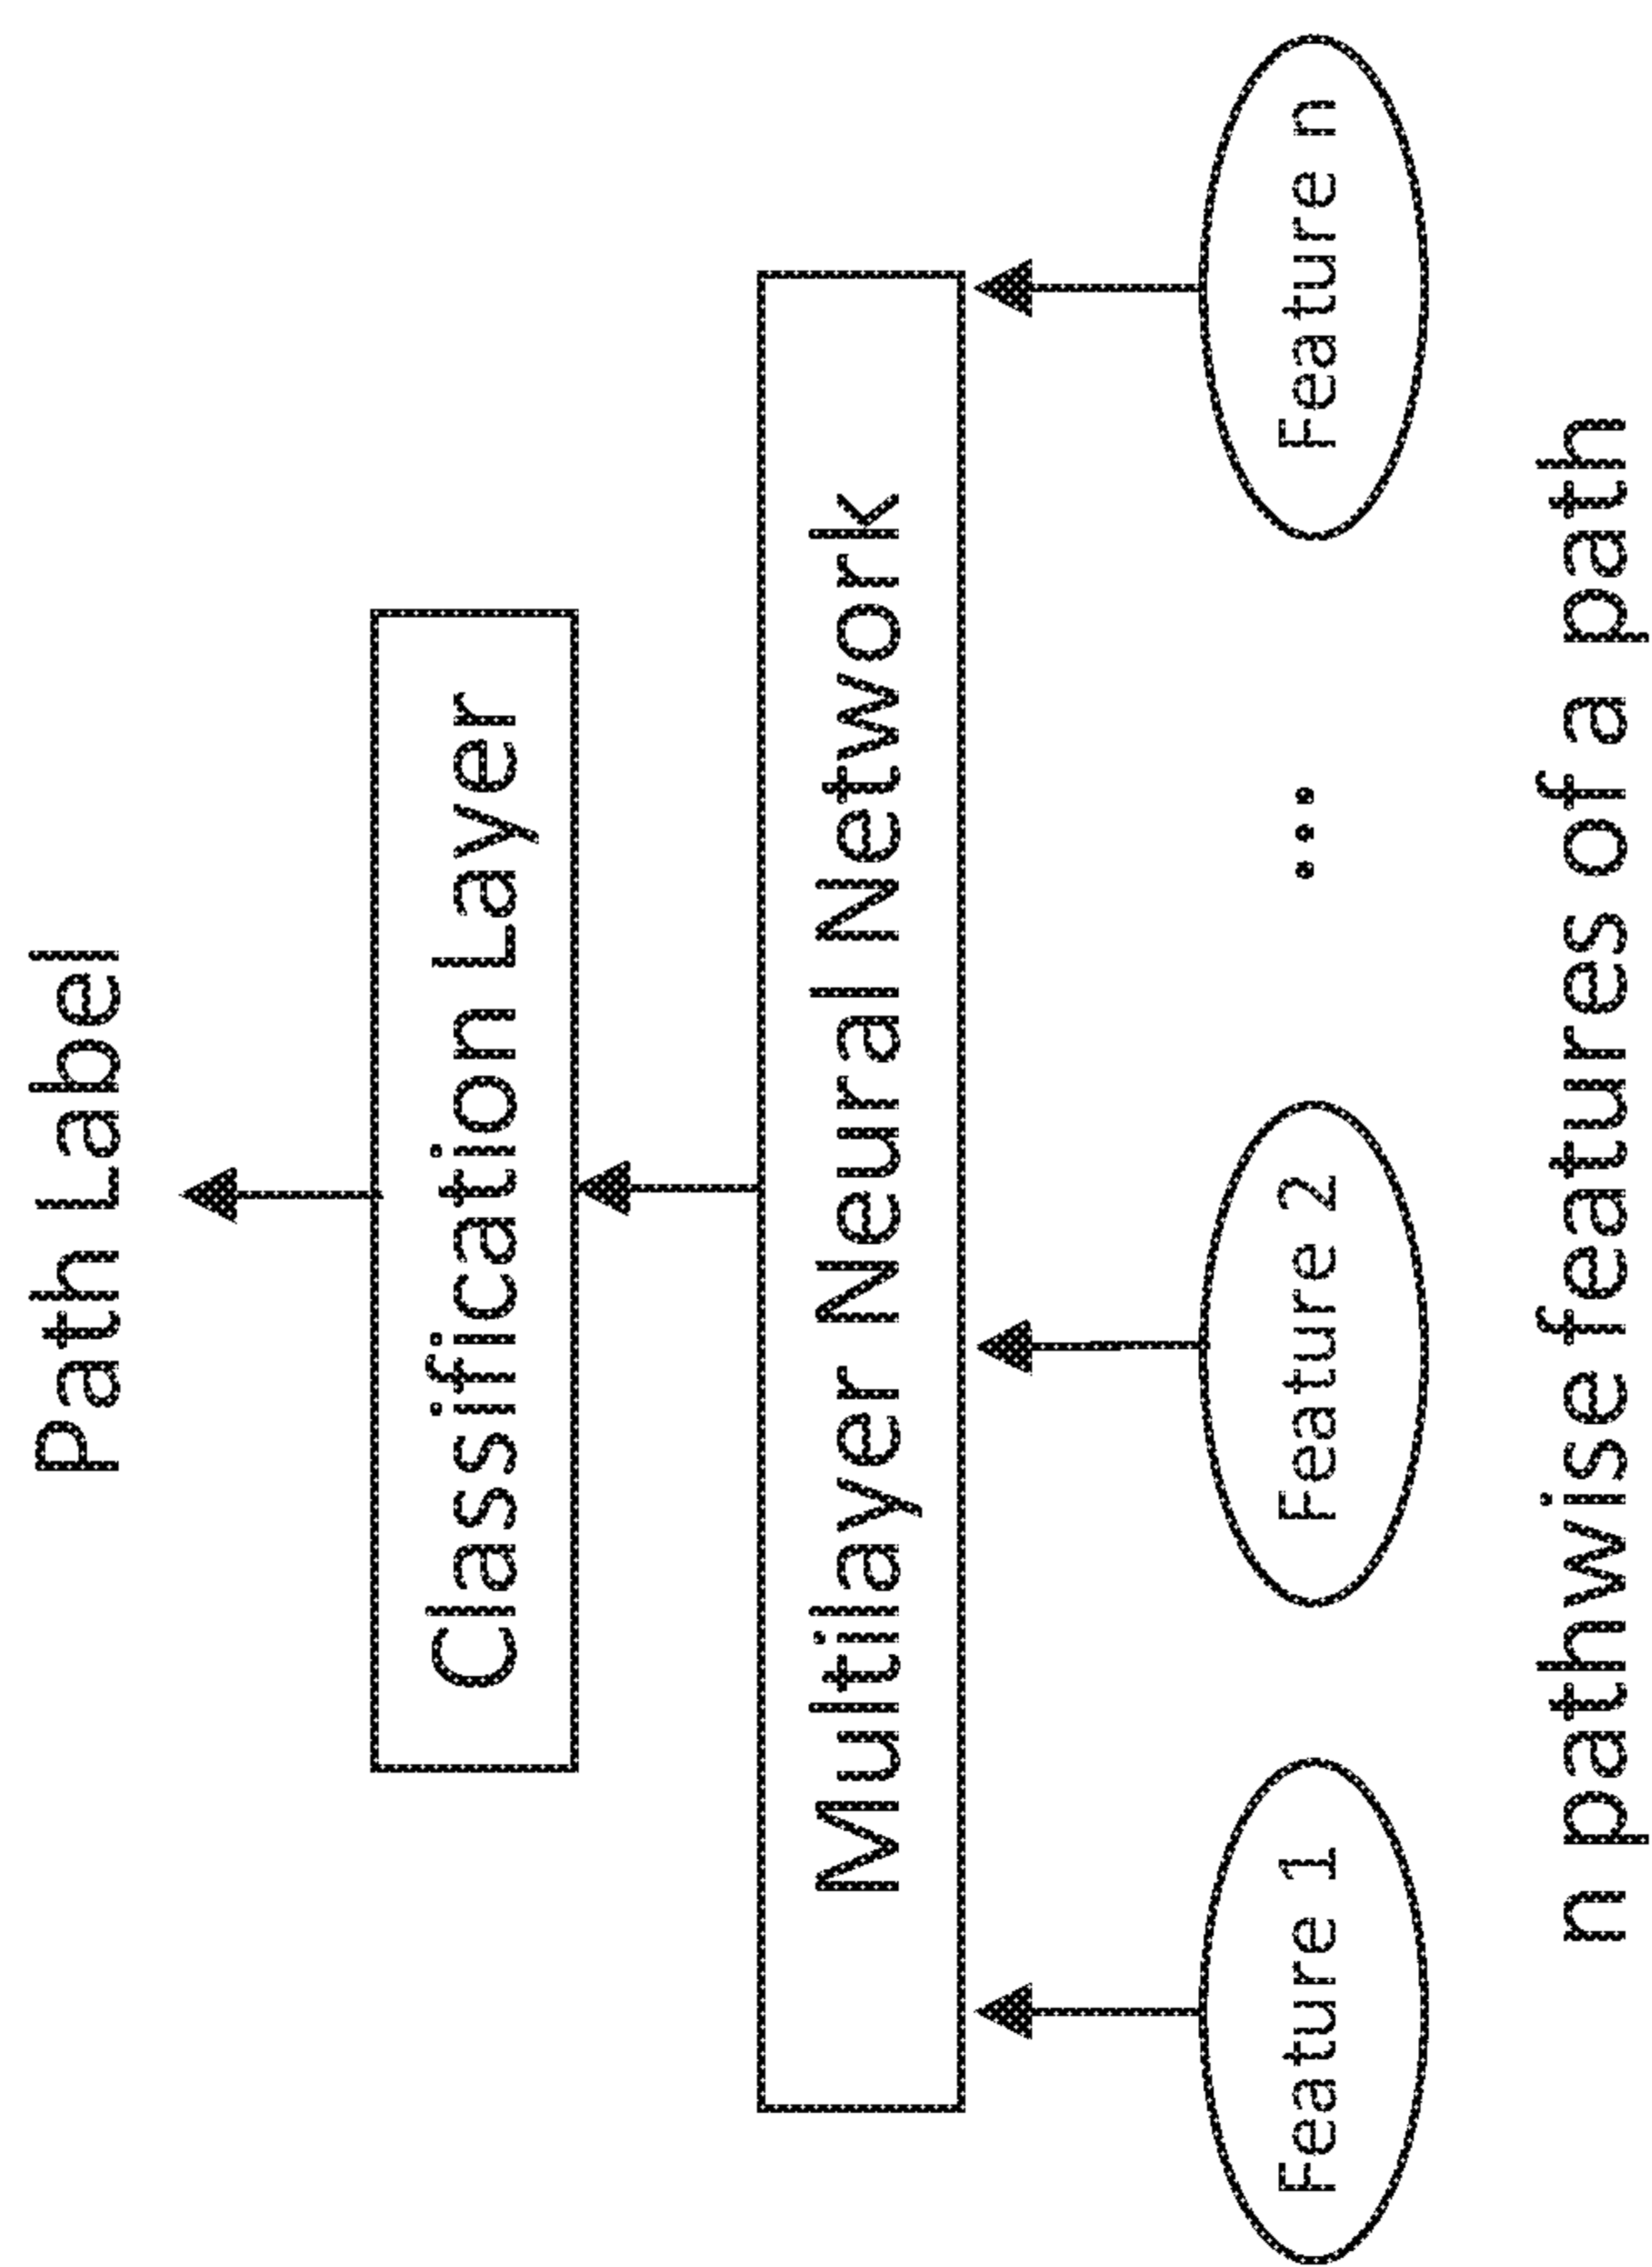 Path Label
Classification Layer
Multilayer Neural Network
Feature 1
Feature 2
...
Feature n
n pathwise features of a path